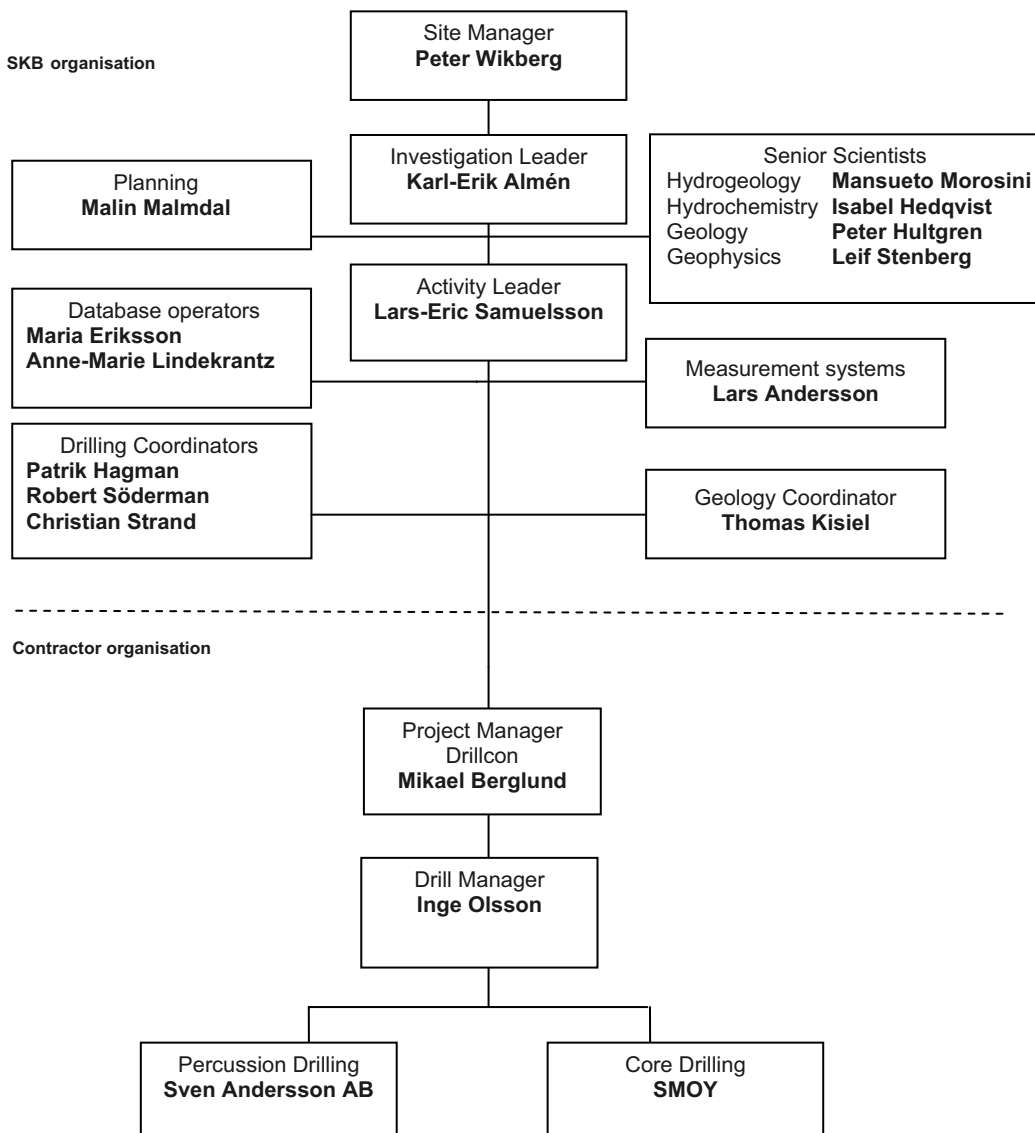 Site Manager
Peter Wikberg
SKB organisation
Investigation Leader
Karl-Erik Almén
Planning
Malin Malmdal
Senior Scientists
Hydrogeology Mansueto Morosini
Hydrochemistry Isabel Hedqvist
Geology Peter Hultgren
Geophysics Leif Stenberg
Activity Leader
Lars-Eric Samuelsson
Database operators
Maria Eriksson
Anne-Marie Lindekrantz
Measurement systems
Lars Andersson
Drilling Coordinators
Patrik Hagman
Robert Söderman
Christian Strand
Geology Coordinator
Thomas Kisiel
Contractor organisation
Project Manager
Drillcon
Mikael Berglund
Drill Manager
Inge Olsson
Percussion Drilling
Sven Andersson AB
Core Drilling
SMOY